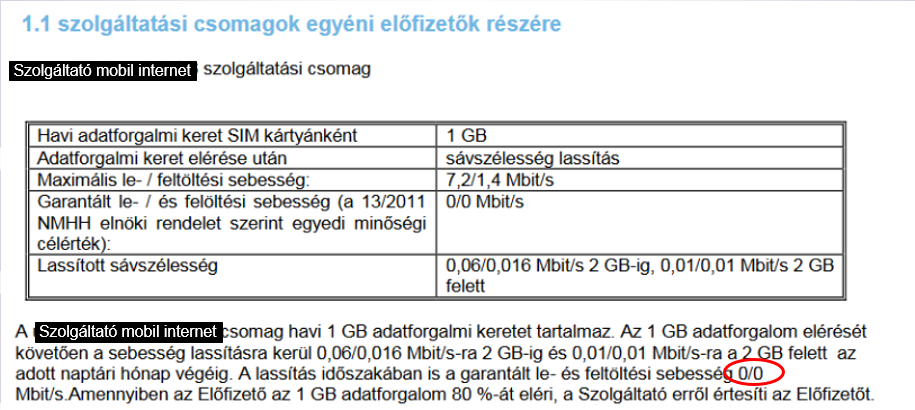 1.1 szolgáltatási csomagok egyéni előfizetők részére
Szolgáltató mobil internet szolgáltatási csomag
Havi adatforgalmi keret SIM kártyánként 1 GB
Adatforgalmi keret elérése után sávszélesség lassítás
Maximális le- / feltöltési sebesség: 7,2/1,4 Mbit/s
Garantált le- / és felöltési sebesség (a 13/2011 0/0 Mbit/s
NMHH elnöki rendelet szerint egyedi minőségi
célérték):
Lassított sávszélesség 0,06/0,016 Mbit/s 2 GB-ig, 0,01/0,01 Mbit/s 2 GB
felett
A Szolgáltató mobil internet csomag havi 1 GB adatforgalmi keretet tartalmaz. Az 1 GB adatforgalom elérését
követően a sebesség lassításra kerül 0,06/0,016 Mbit/s-ra 2 GB-ig és 0,01/0,01 Mbit/s-ra a 2 GB felett az
adott naptári hónap végéig. A lassítás időszakában is a garantált le- és feltöltési sebesség 0/0
Mbit/s.Amennyiben az Előfizető az 1 GB adatforgalom 80 %-át eléri, a Szolgáltató erről értesíti az Előfizetőt.